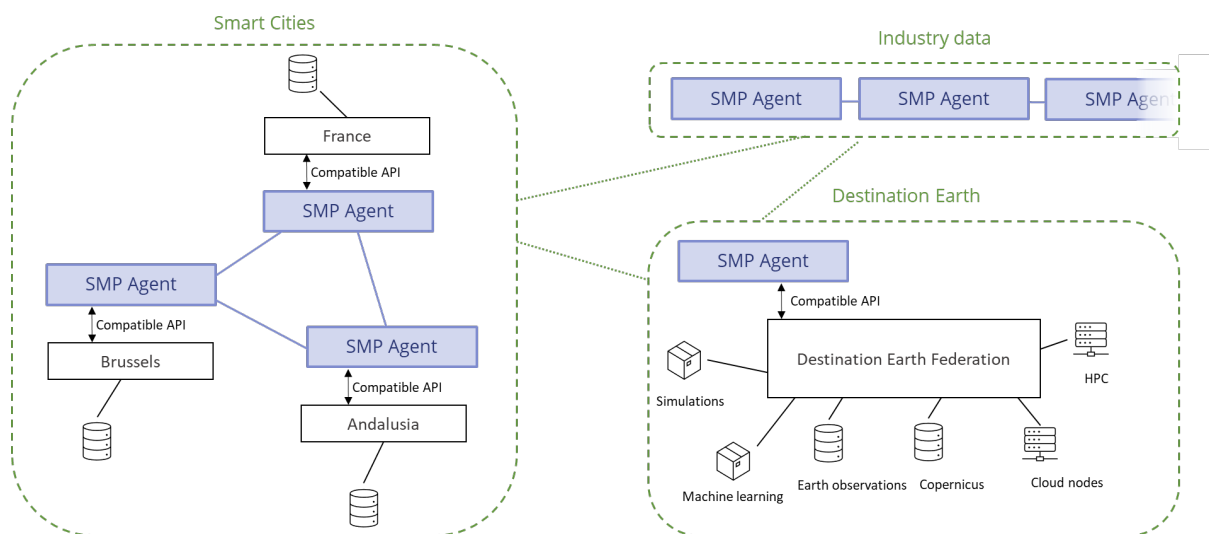 Smart Cities
France
Compatible API
SMP Agent
SMP Agent
Compatible API
Brussels
SMP Agent
Compatible API
Andalusia
Industry data
SMP Agent
SMP Agent
SMP Agent
Destination Earth
SMP Agent
Compatible API
Destination Earth Federation
Simulations
HPC
Machine learning
Earth observations
Copernicus
Cloud nodes